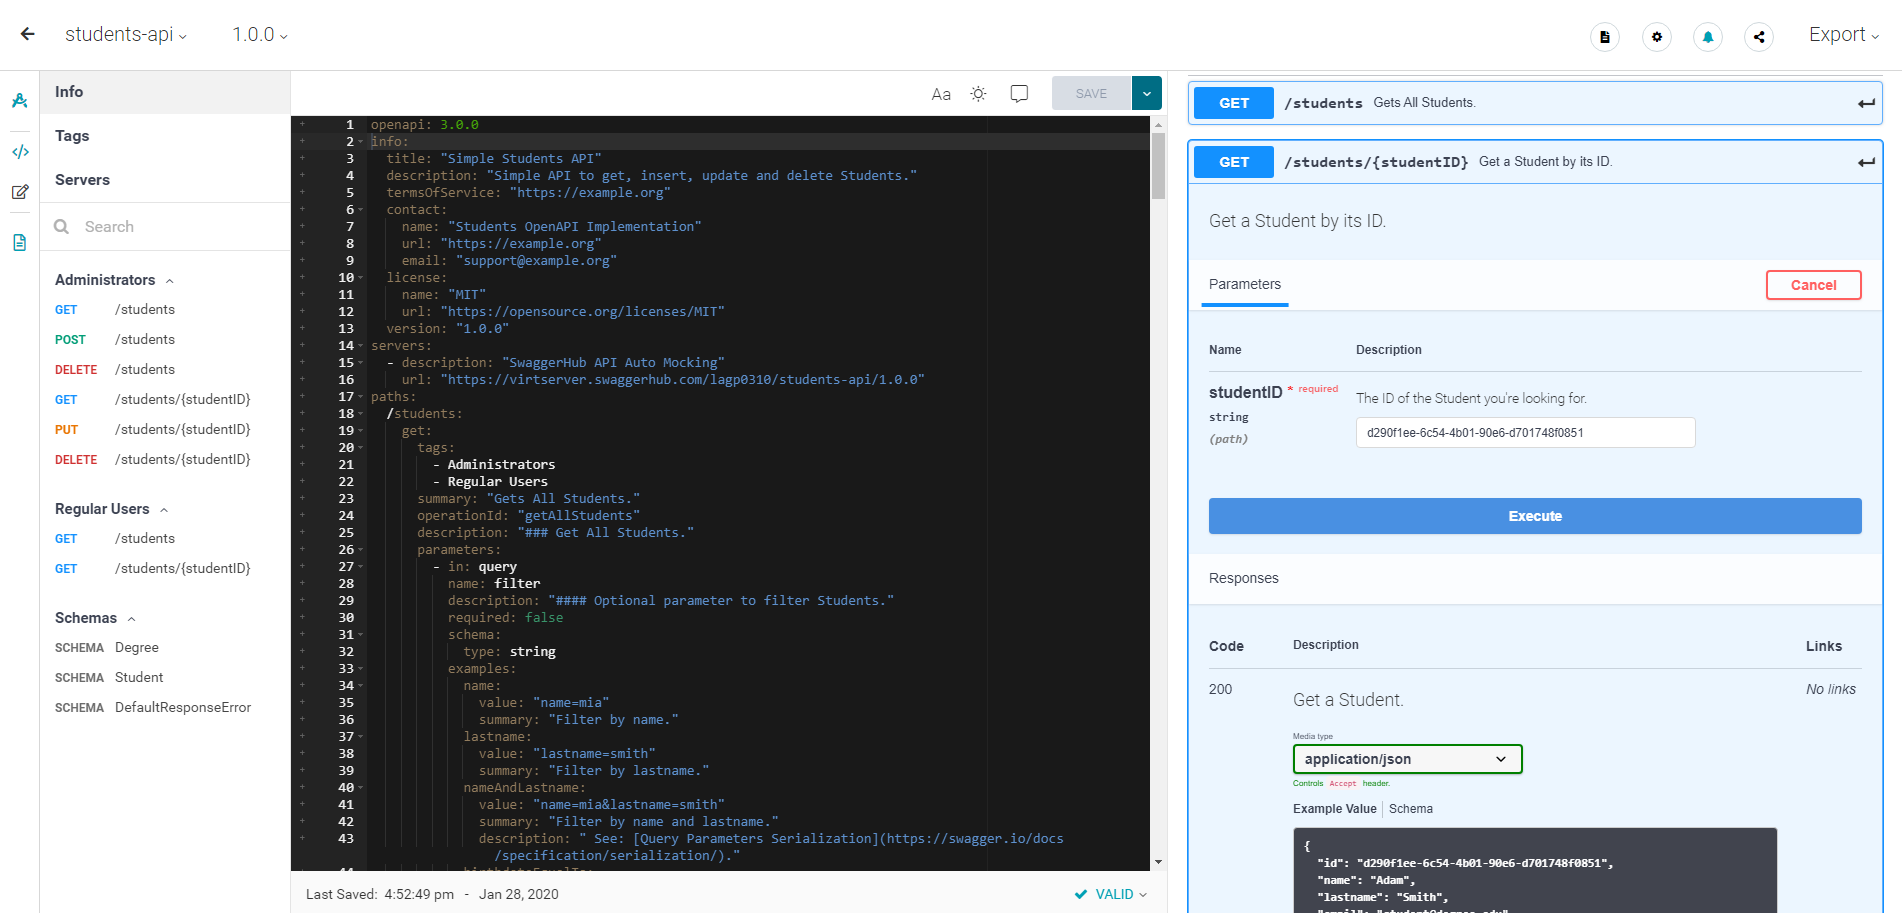 students-api
1.0.0
Export
Info
Tags
Servers
Search
Administrators
GET /students
POST /students
DELETE /students
GET /students/{studentID}
PUT /students/{studentID}
DELETE /students/{studentID}
Regular Users
GET /students
GET /students/{studentID}
Schemas
SCHEMA Degree
SCHEMA Student
SCHEMA DefaultResponseError
Aa
SAVE
1 openapi: 3.0.0
2 info:
3 title: "Simple Students API"
4 description: "Simple API to get, insert, update and delete Students."
5 termsOfService: "https://example.org"
6 contact:
7 name: "Students OpenAPI Implementation"
8 url: "https://example.org"
9 email: "support@example.org"
10 license:
11 name: "MIT"
12 url: "https://opensource.org/licenses/MIT"
13 version: "1.0.0"
14 servers:
15 - description: "SwaggerHub API Auto Mocking"
16 url: "https://virtserver.swaggerhub.com/lagp0310/students-api/1.0.0"
17 paths:
18 /students:
19 get:
20 tags:
21 - Administrators
22 - Regular Users
23 summary: "Gets All Students."
24 operationId: "getAllStudents"
25 description: "### Get All Students."
26 parameters:
27 - in: query
28 name: filter
29 description: "#### Optional parameter to filter Students."
30 required: false
31 schema:
32 type: string
33 examples:
34 name:
35 value: "name=mia"
36 summary: "Filter by name."
37 lastname:
38 value: "lastname=smith"
39 summary: "Filter by lastname."
40 nameAndLastname:
41 value: "name=mia&lastname=smith"
42 summary: "Filter by name and lastname."
43 description: " See: [Query Parameters Serialization](https://swagger.io/docs
/specification/serialization/)."
44 birthdateEqualTo:
Last Saved: 4:52:49 pm - Jan 28, 2020
VALID
GET /students Gets All Students.
GET /students/{studentID} Get a Student by its ID.
Get a Student by its ID.
Parameters
Cancel
Name Description
studentID * required
string
(path)
The ID of the Student you're looking for.
d290f1ee-6c54-4b01-90e6-d701748f0851
Execute
Responses
Code Description Links
200 Get a Student. No links
Media type
application/json
Controls Accept header.
Example Value Schema
{
"id": "d290f1ee-6c54-4b01-90e6-d701748f0851",
"name": "Adam",
"lastname": "Smith",